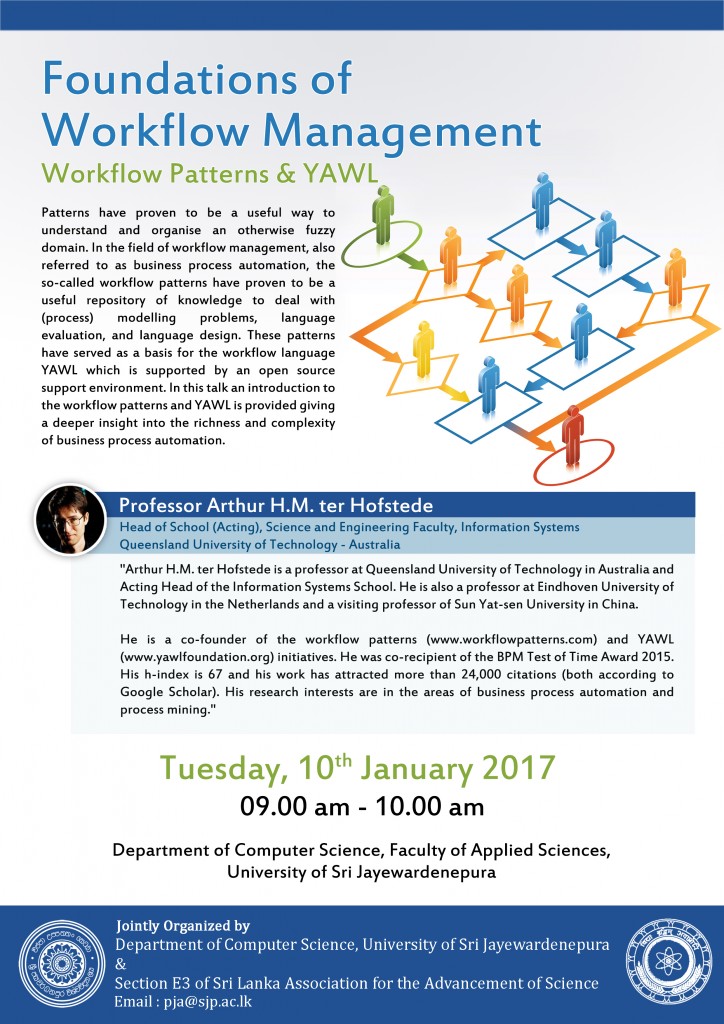 Foundations of
Workflow Management
Workflow Patterns & YAWL
Patterns have proven to be a useful way to
understand and organise an otherwise fuzzy
domain. In the field of workflow management, also
referred to as business process automation, the
so-called workflow patterns have proven to be a
useful repository of knowledge to deal with
(process) modelling problems, language
evaluation, and language design. These patterns
have served as a basis for the workflow language
YAWL which is supported by an open source
support environment. In this talk an introduction to
the workflow patterns and YAWL is provided giving
a deeper insight into the richness and complexity
of business process automation.
Professor Arthur H.M. ter Hofstede
Head of School (Acting), Science and Engineering Faculty, Information Systems
Queensland University of Technology - Australia
"Arthur H.M. ter Hofstede is a professor at Queensland University of Technology in Australia and
Acting Head of the Information Systems School. He is also a professor at Eindhoven University of
Technology in the Netherlands and a visiting professor of Sun Yat-sen University in China.
He is a co-founder of the workflow patterns (www.workflowpatterns.com) and YAWL
(www.yawlfoundation.org) initiatives. He was co-recipient of the BPM Test of Time Award 2015.
His h-index is 67 and his work has attracted more than 24,000 citations (both according to
Google Scholar). His research interests are in the areas of business process automation and
process mining."
Tuesday, 10th January 2017
09.00 am - 10.00 am
Department of Computer Science, Faculty of Applied Sciences,
University of Sri Jayewardenepura
Jointly Organized by
Department of Computer Science, University of Sri Jayewardenepura
&
Section E3 of Sri Lanka Association for the Advancement of Science
Email : pja@sjp.ac.lk